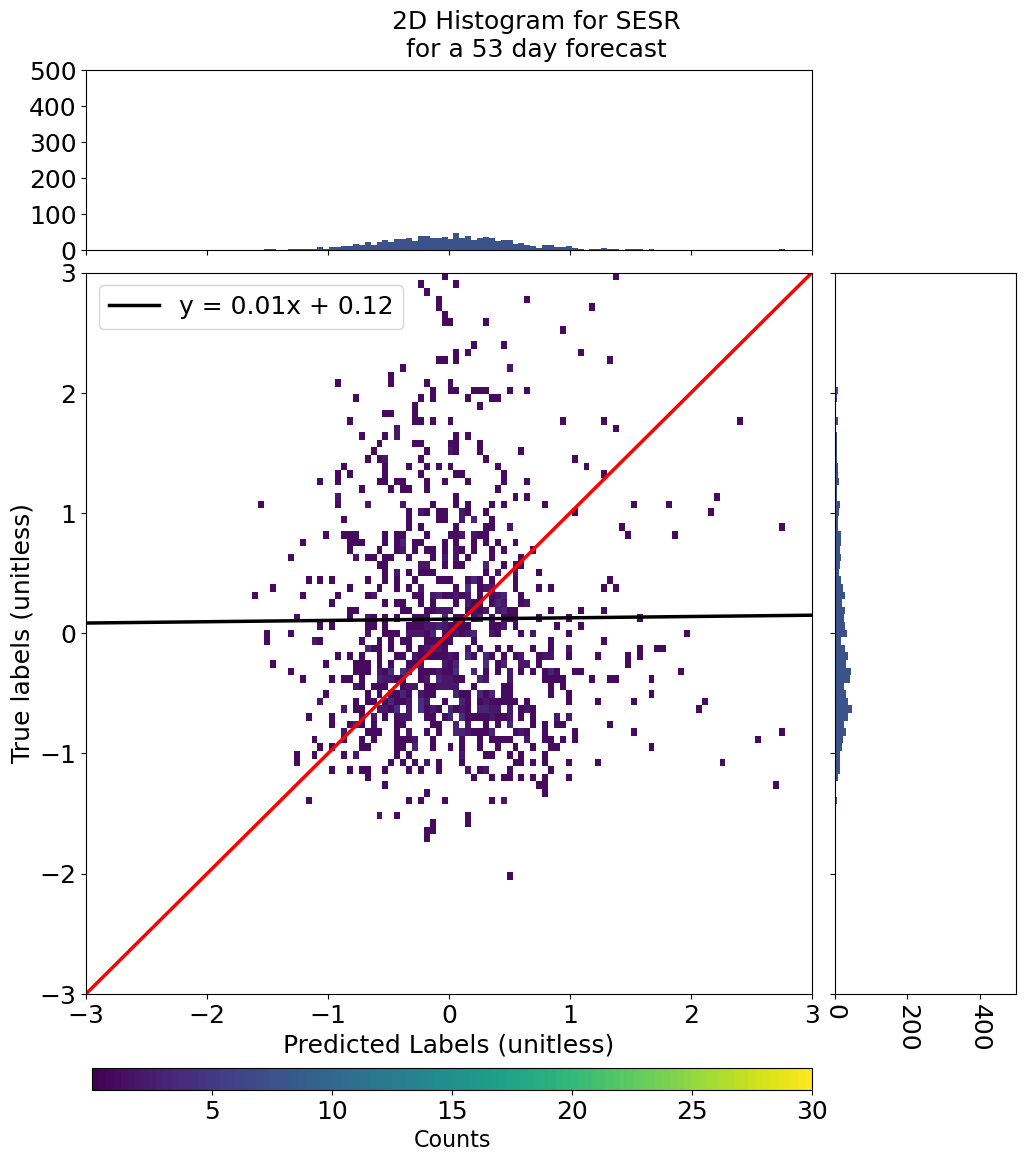 2D Histogram for SESR
for a 53 day forecast
500
400
300
200
100
0
3
2
1
0
−1
−2
−3
True labels (unitless)
y = 0.01x + 0.12
−3 −2 −1 0 1 2 3
Predicted Labels (unitless)
0 200 400
5 10 15 20 25 30
Counts